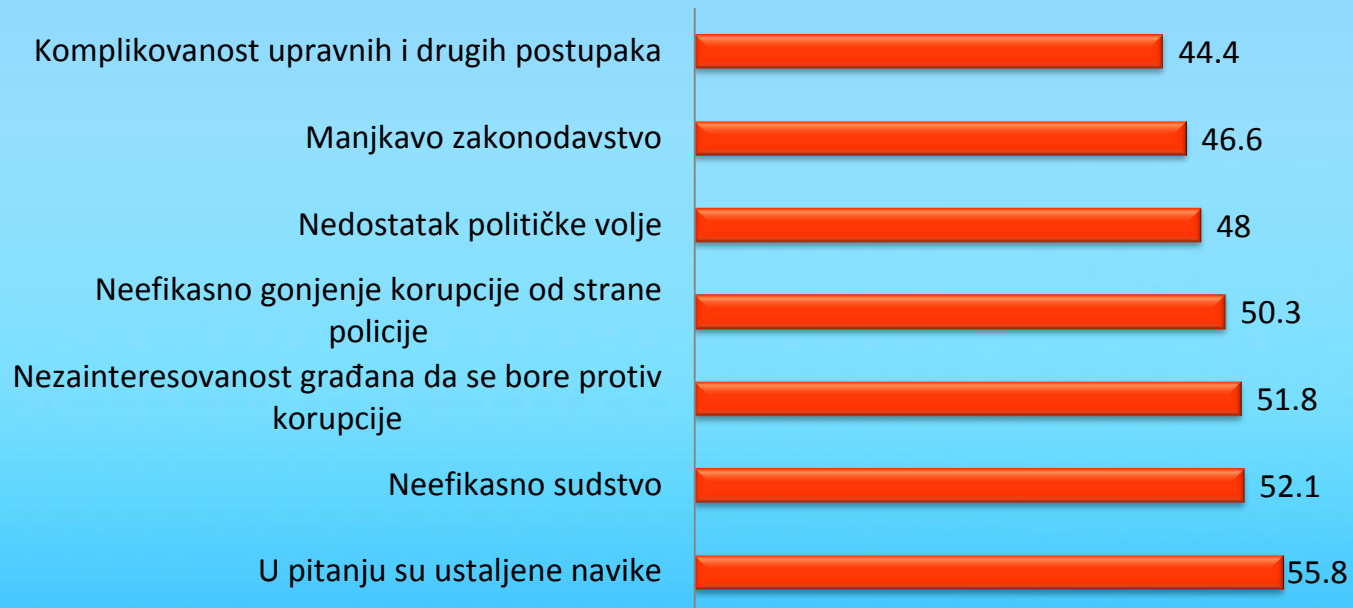 Komplikovanost upravnih i drugih postupaka 44.4
Manjkavo zakonodavstvo 46.6
Nedostatak političke volje 48
Neefikasno gonjenje korupcije od strane
policije 50.3
Nezainteresovanost građana da se bore protiv
korupcije 51.8
Neefikasno sudstvo 52.1
U pitanju su ustaljene navike 55.8